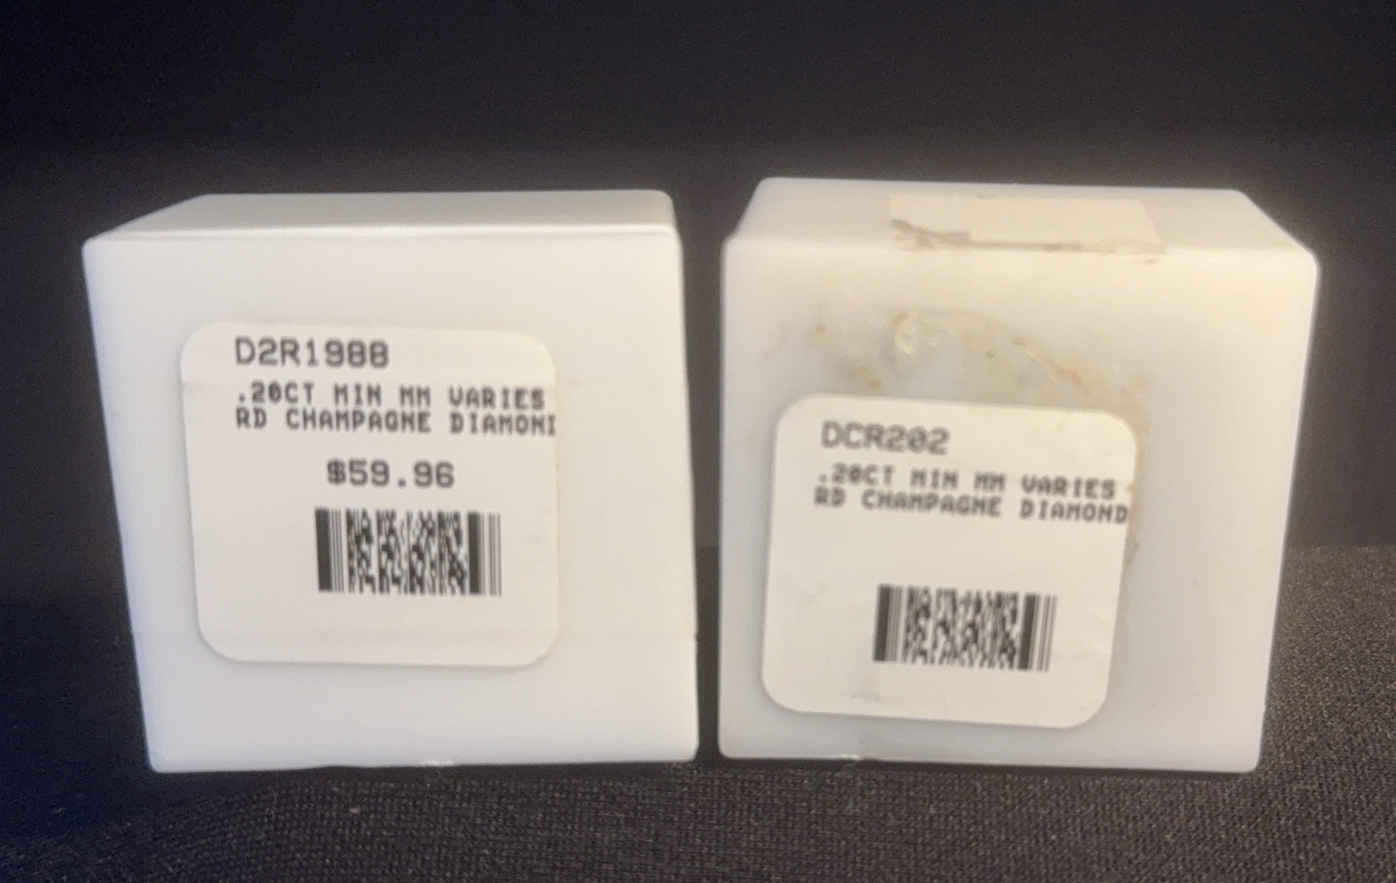 D2R1988
.20CT MIN MM VARIES
RD CHAMPAGNE DIAMOND
$59.96
DCR202
.20CT MIN MM VARIES
RD CHAMPAGNE DIAMOND